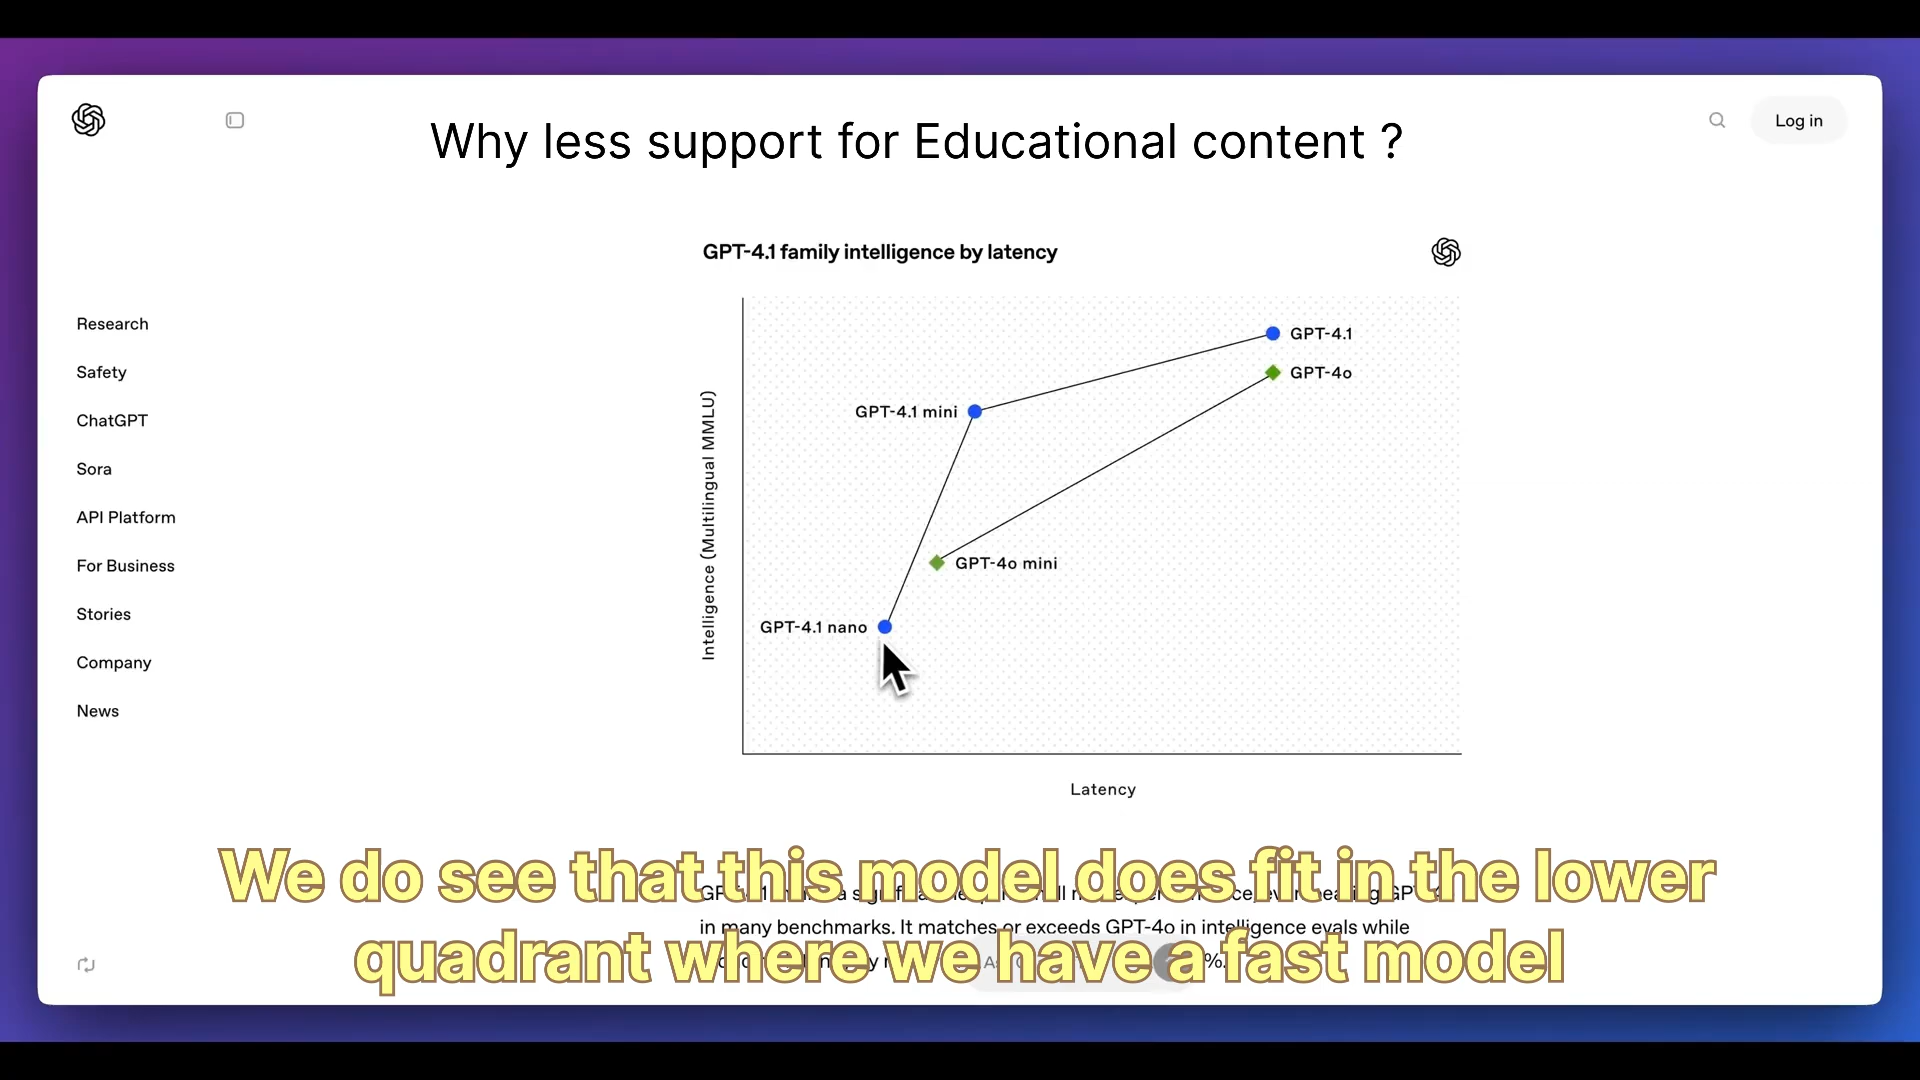 Why less support for Educational content ?
Log in
Research
Safety
ChatGPT
Sora
API Platform
For Business
Stories
Company
News
GPT-4.1 family intelligence by latency
Intelligence (Multilingual MMLU)
GPT-4.1
GPT-4o
GPT-4.1 mini
GPT-4o mini
GPT-4.1 nano
Latency
We do see that this model does fit in the lower
quadrant where we have a fast model
in many benchmarks. It matches or exceeds GPT-4o in intelligence evals while